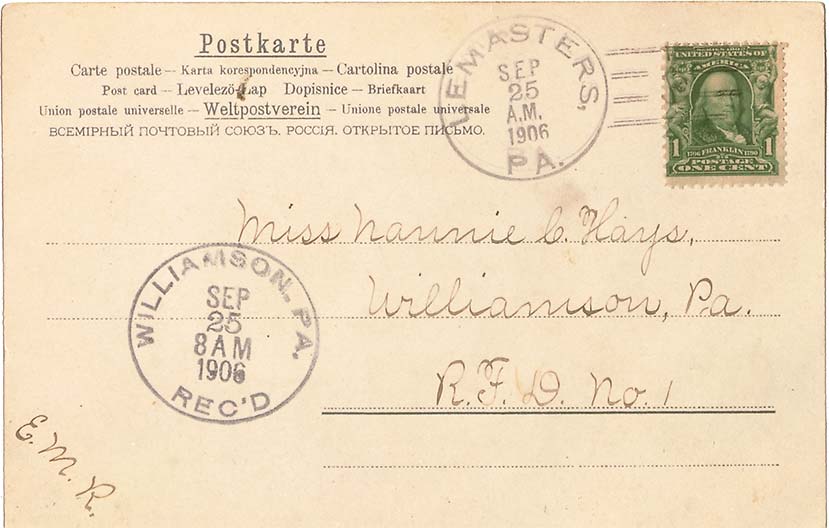 Postkarte
Carte postale — Karta korespondencyjna — Cartolina postale
Post card — Levelező-Lap Dopisnice — Briefkaart
Union postale universelle — Weltpostverein — Unione postale universale
ВСЕМІРНЫЙ ПОЧТОВЫЙ СОЮЗЪ. РОССІЯ. ОТКРЫТОЕ ПИСЬМО.
LEMASTERS,
SEP
25
A.M.
1906
PA.
UNITED STATES OF
AMERICA
1 1
1706 FRANKLIN 1790
POSTAGE
ONE CENT
Miss Nannie C. Hays,
Williamson, Pa.
R. F. D. No. 1
WILLIAMSON, PA.
SEP
25
8 AM
1906
REC'D
E. M. R.